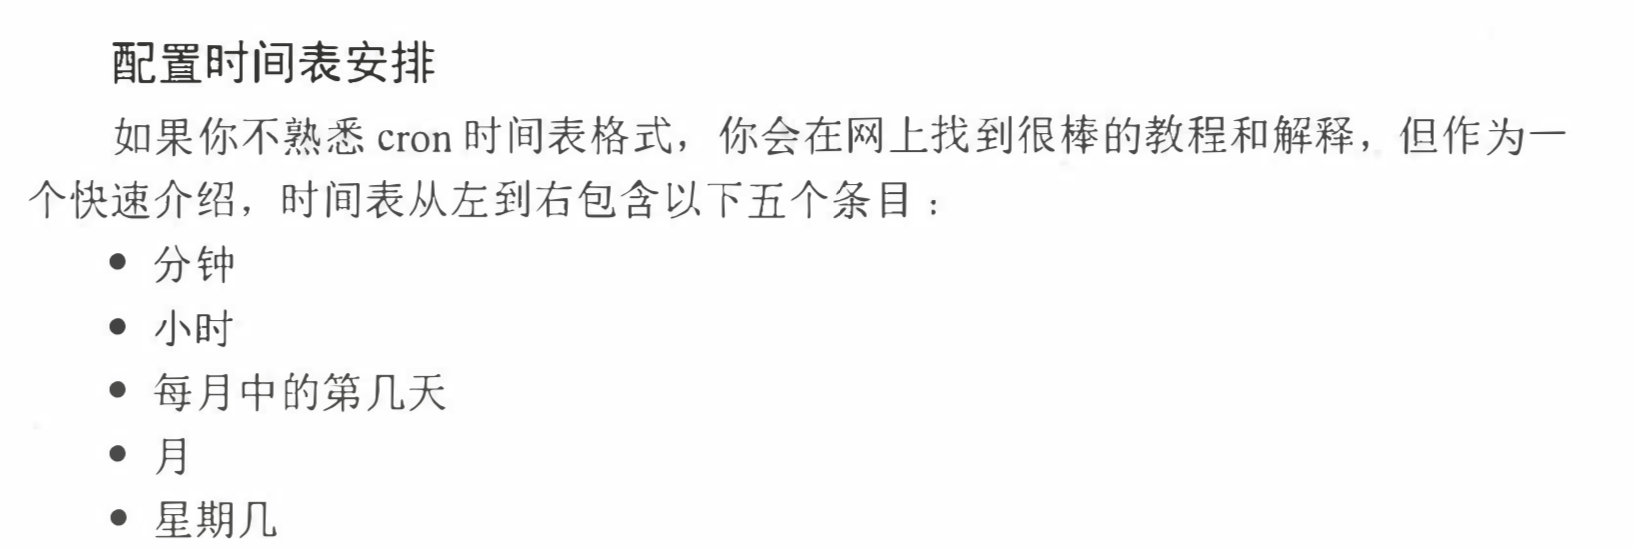 配置时间表安排
如果你不熟悉 cron 时间表格式，你会在网上找到很棒的教程和解释，但作为一
个快速介绍，时间表从左到右包含以下五个条目：
● 分钟
● 小时
● 每月中的第几天
● 月
● 星期几